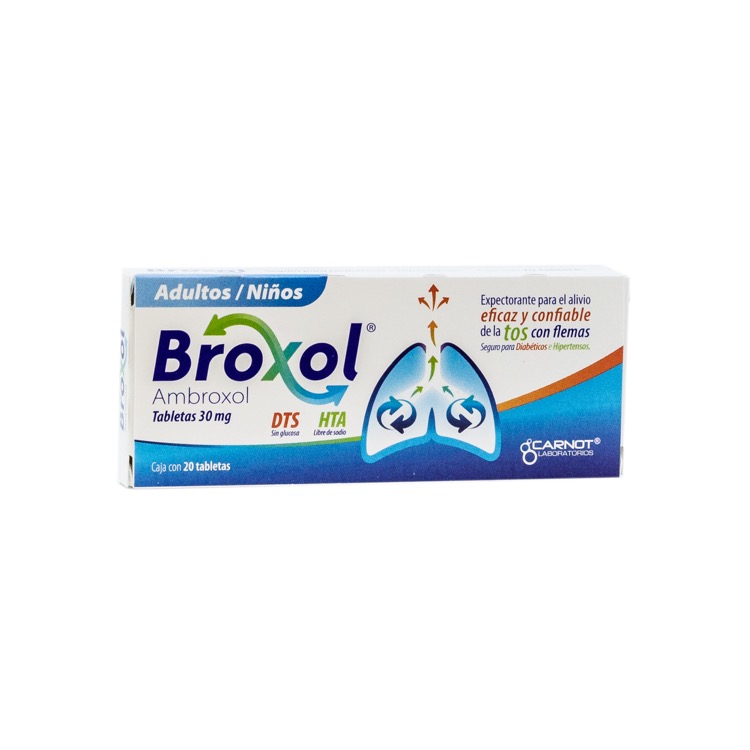 Adultos / Niños
Broxol®
Ambroxol
Tabletas 30 mg
DTS
Sin glucosa
HTA
Libre de sodio
Caja con 20 tabletas
Expectorante para el alivio
eficaz y confiable
de la tos con flemas
Seguro para Diabéticos e Hipertensos.
CARNOT®
LABORATORIOS
Broxol